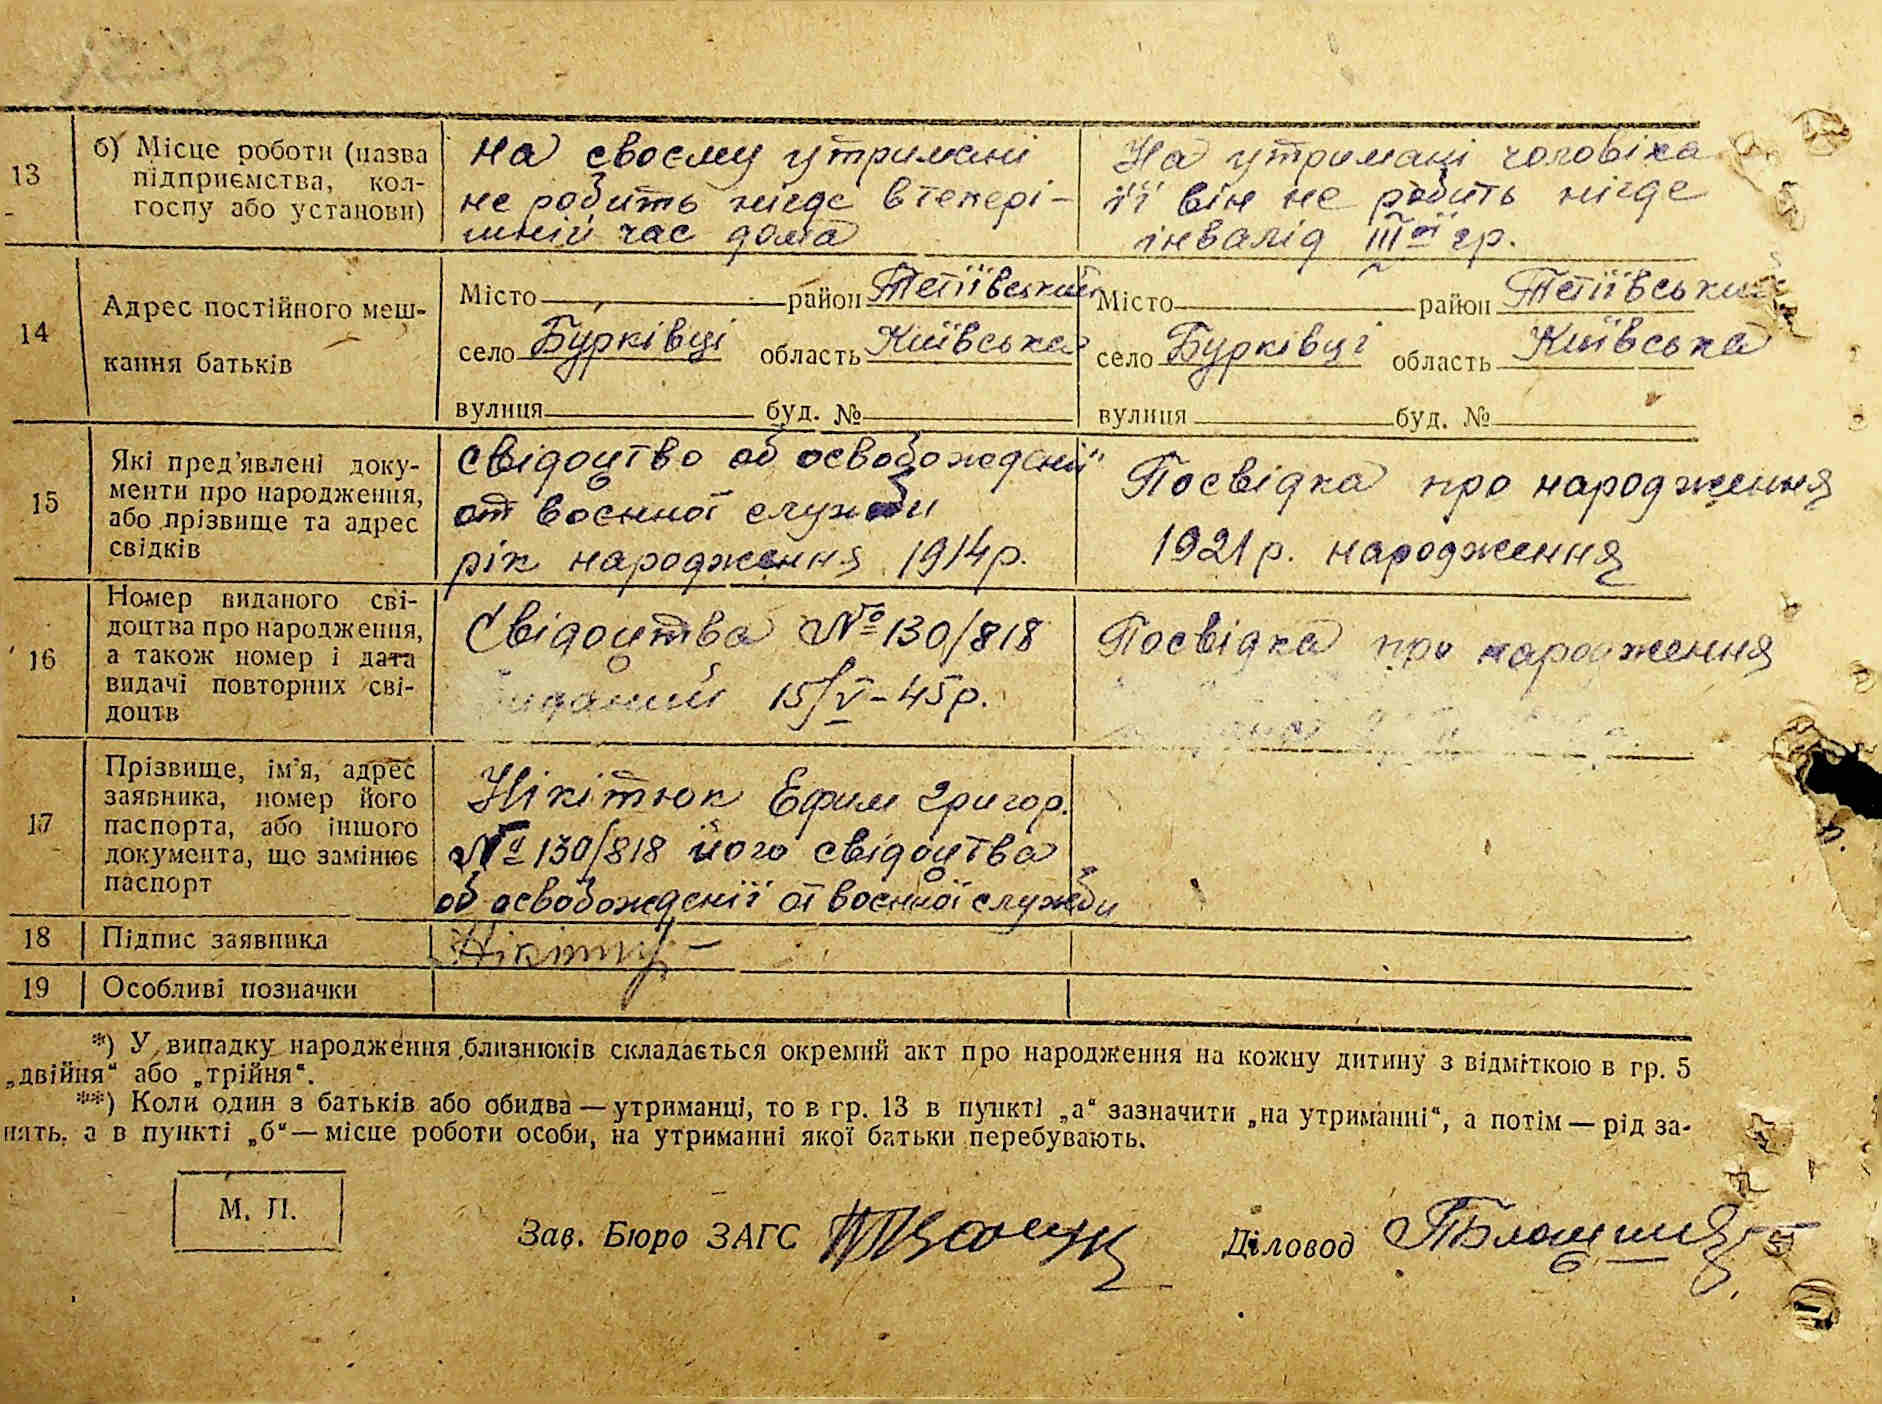 13
б) Місце роботи (назва
підприємства, кол-
госпу або установи)
На своєму утримані
не робить нігде втепері-
шній час дома
На утримані чоловіка
її він не робить нігде
інвалід ІІІої гр.
14
Адрес постійного меш-
кання батьків
Місто район Тетіївський
село Бурківці область Київська
вулиця буд. №
Місто район Тетіївський
село Бурківці область Київська
вулиця буд. №
15
Які пред'явлені доку-
менти про народження,
або прізвище та адрес
свідків
Свідоцтво об освобождені
от воєнної служби
рік народження 1914р.
Посвідка про народження
1921р. народження
16
Номер виданого сві-
доцтва про народження,
а також номер і дата
видачі повторних сві-
доцтв
Свідоцтва № 130/818
виданий 15/V-45р.
Посвідка про народження
17
Прізвище, ім'я, адрес
заявника, номер його
паспорта, або іншого
документа, що замінює
паспорт
Нікітюк Ефим Григор.
№ 130/818 його свідоцтва
об освобожденії от воєнної служби
18
Підпис заявника
19
Особливі позначки
*) У випадку народження близнюків складається окремий акт про народження на кожну дитину з відміткою в гр. 5
„двійня“ або „трійня“.
**) Коли один з батьків або обидва — утриманці, то в гр. 13 в пункті „а“ зазначити „на утриманні“, а потім — рід за-
нять, а в пункті „б“ — місце роботи особи, на утриманні якої батьки перебувають.
М. П.
Зав. Бюро ЗАГС
Діловод